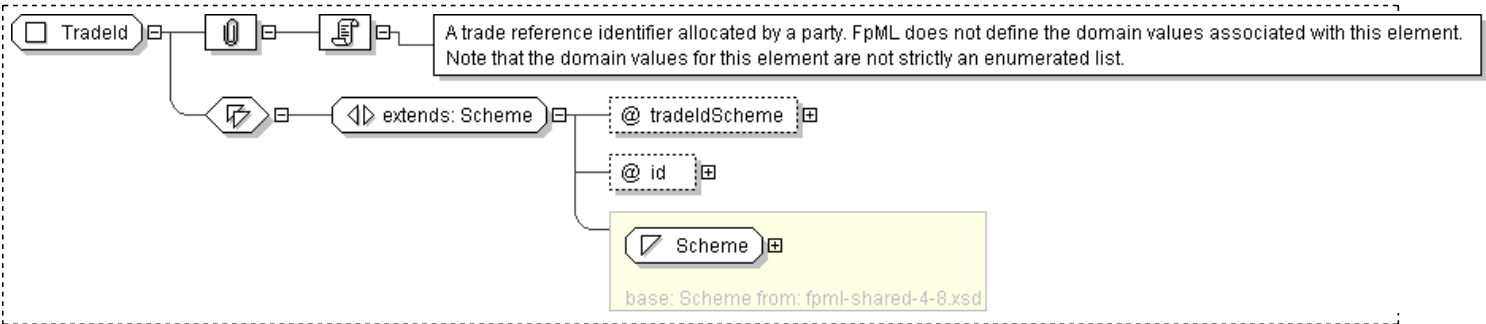 TradeId
A trade reference identifier allocated by a party. FpML does not define the domain values associated with this element.
Note that the domain values for this element are not strictly an enumerated list.
extends: Scheme
@ tradeIdScheme
@ id
Scheme
base: Scheme from: fpml-shared-4-8.xsd